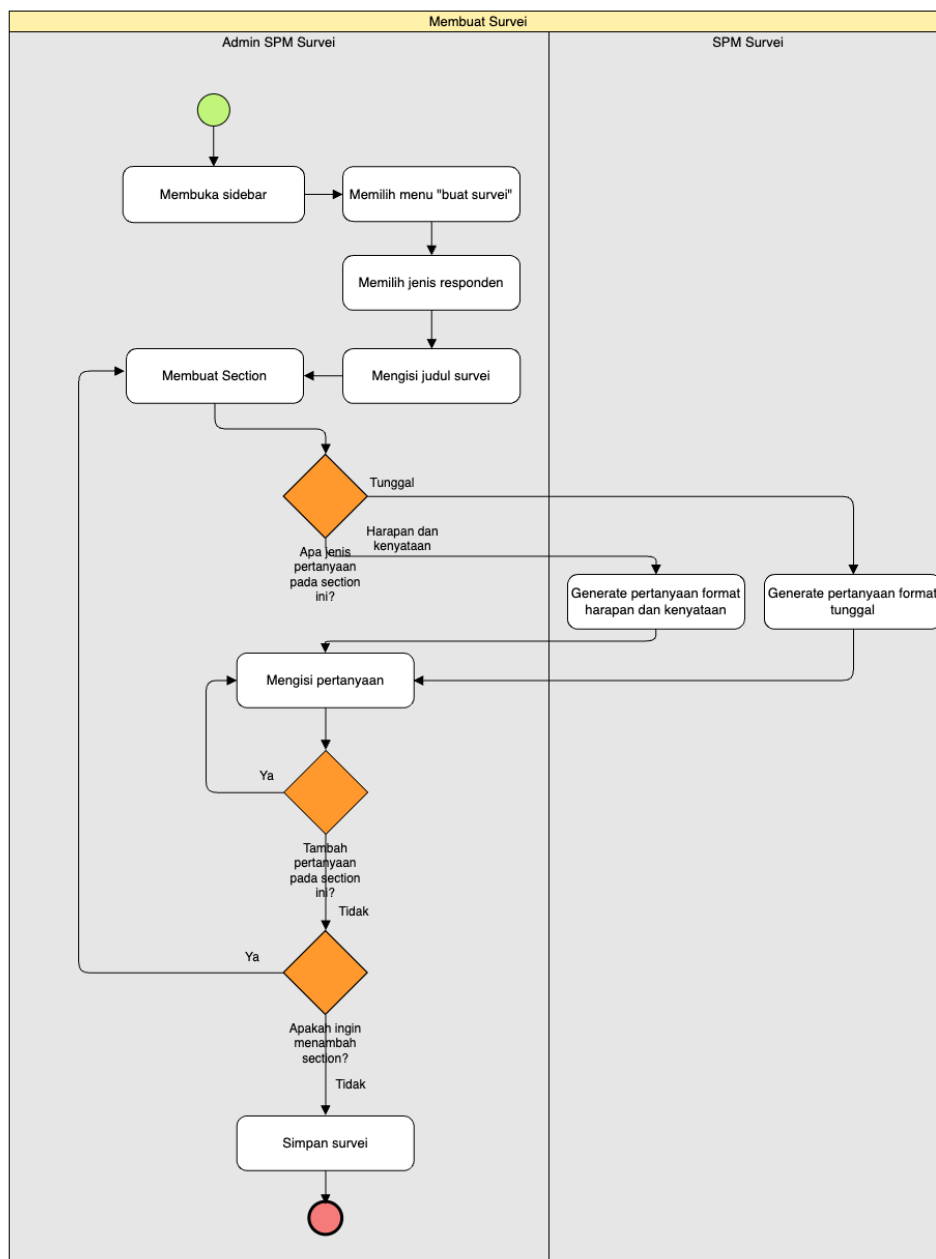 Membuat Survei
Admin SPM Survei
SPM Survei
Membuka sidebar
Memilih menu "buat survei"
Memilih jenis responden
Membuat Section
Mengisi judul survei
Tunggal
Harapan dan
kenyataan
Apa jenis
pertanyaan
pada section
ini?
Generate pertanyaan format
harapan dan kenyataan
Generate pertanyaan format
tunggal
Mengisi pertanyaan
Ya
Tambah
pertanyaan
pada section
ini?
Tidak
Ya
Apakah ingin
menambah
section?
Tidak
Simpan survei